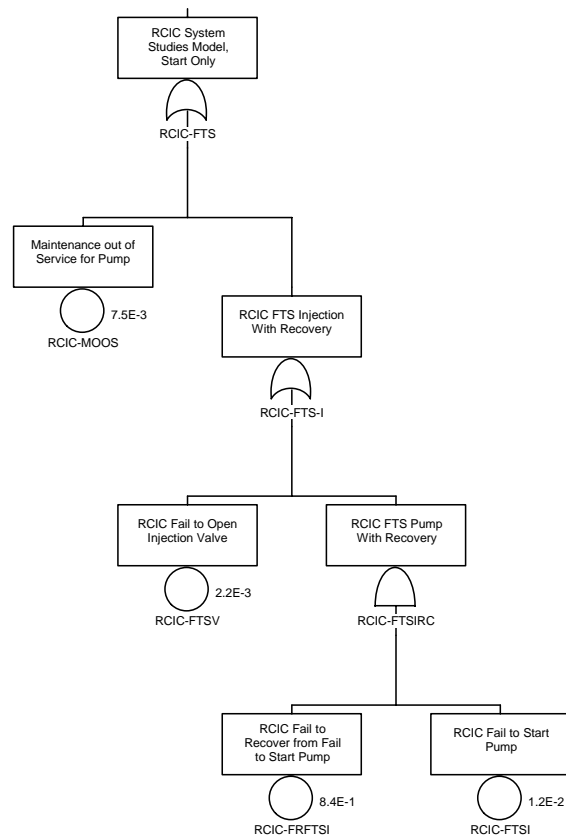 RCIC System
Studies Model,
Start Only
RCIC-FTS
Maintenance out of
Service for Pump
7.5E-3
RCIC-MOOS
RCIC FTS Injection
With Recovery
RCIC-FTS-I
RCIC Fail to Open
Injection Valve
2.2E-3
RCIC-FTSV
RCIC FTS Pump
With Recovery
RCIC-FTSIRC
RCIC Fail to
Recover from Fail
to Start Pump
8.4E-1
RCIC-FRFTSI
RCIC Fail to Start
Pump
1.2E-2
RCIC-FTSI